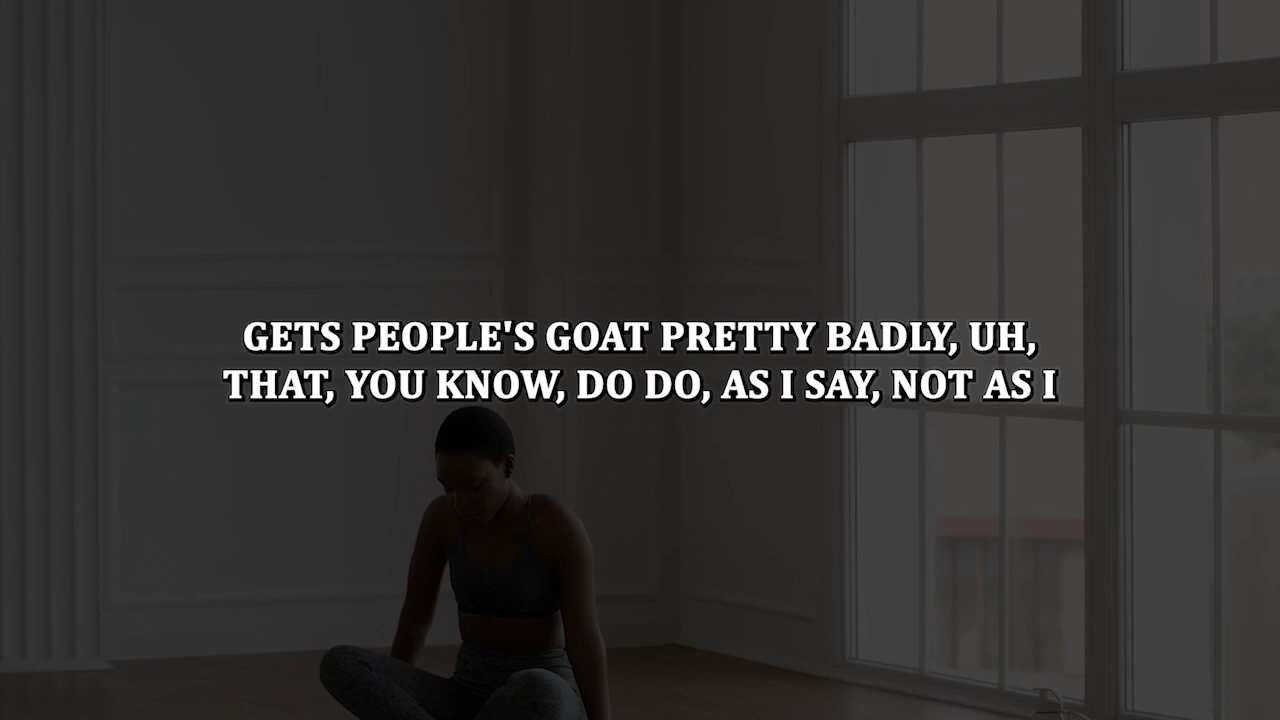 GETS PEOPLE'S GOAT PRETTY BADLY, UH,
THAT, YOU KNOW, DO DO, AS I SAY, NOT AS I